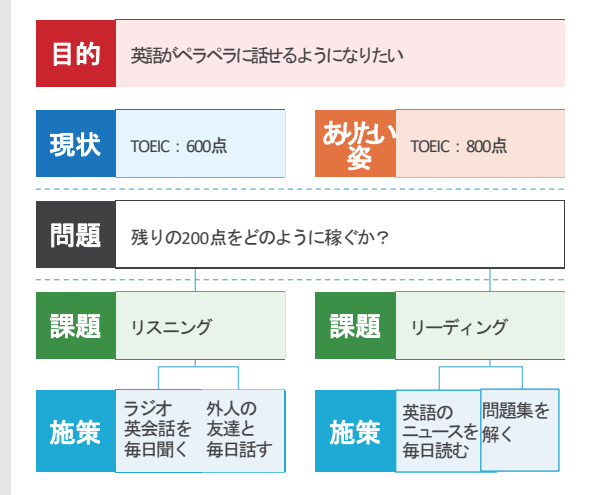 目的
英語がペラペラに話せるようになりたい
現状
TOEIC：600点
ありたい
姿
TOEIC：800点
問題
残りの200点をどのように稼ぐか？
課題
リスニング
課題
リーディング
施策
ラジオ
英会話を
毎日聞く
外人の
友達と
毎日話す
施策
英語の
ニュースを
毎日読む
問題集を
解く